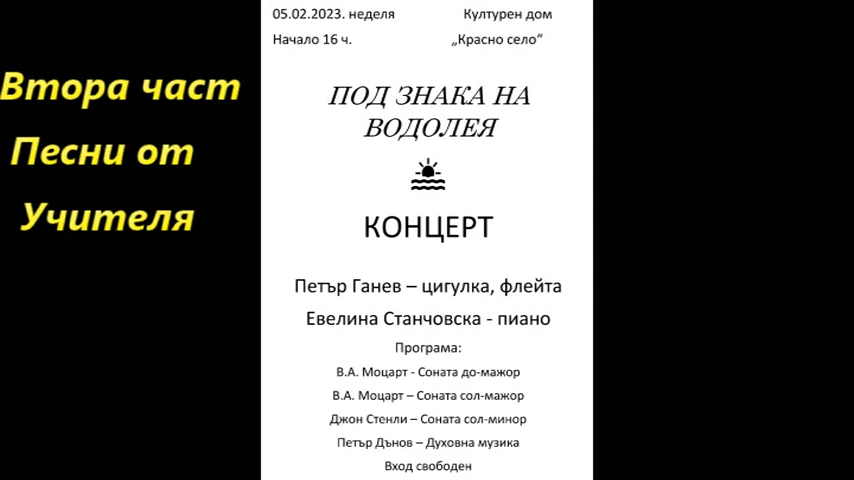 Втора част
Песни от
Учителя
05.02.2023. неделя Културен дом
Начало 16 ч. „Красно село“
ПОД ЗНАКА НА
ВОДОЛЕЯ
КОНЦЕРТ
Петър Ганев – цигулка, флейта
Евелина Станчовска - пиано
Програма:
В.А. Моцарт - Соната до-мажор
В.А. Моцарт – Соната сол-мажор
Джон Стенли – Соната сол-минор
Петър Дънов – Духовна музика
Вход свободен